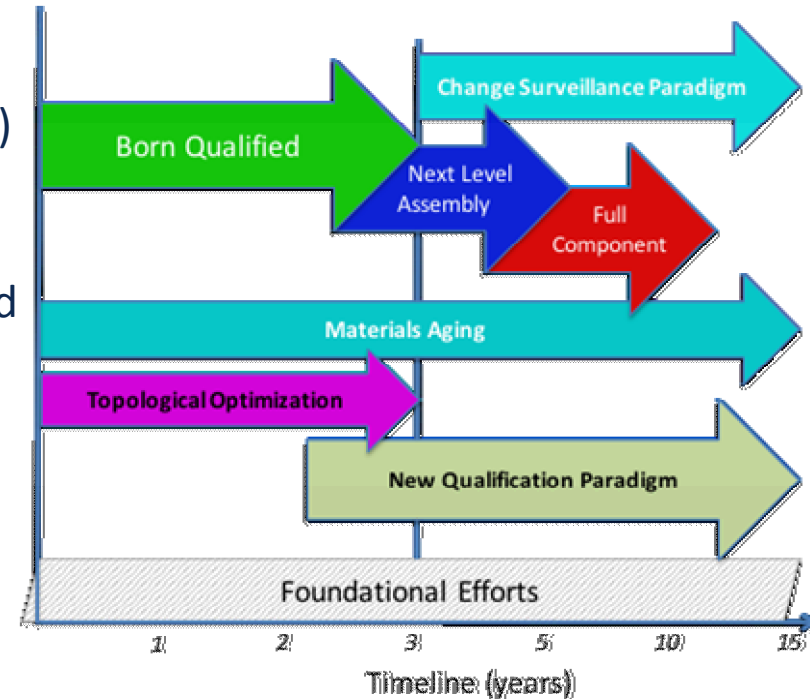 Change Surveillance Paradigm
)
Born Qualified
Next Level
Assembly
Full
Component
d
Materials Aging
Topological Optimization
New Qualification Paradigm
Foundational Efforts
1 2 3 5 10 15
Timeline (years)